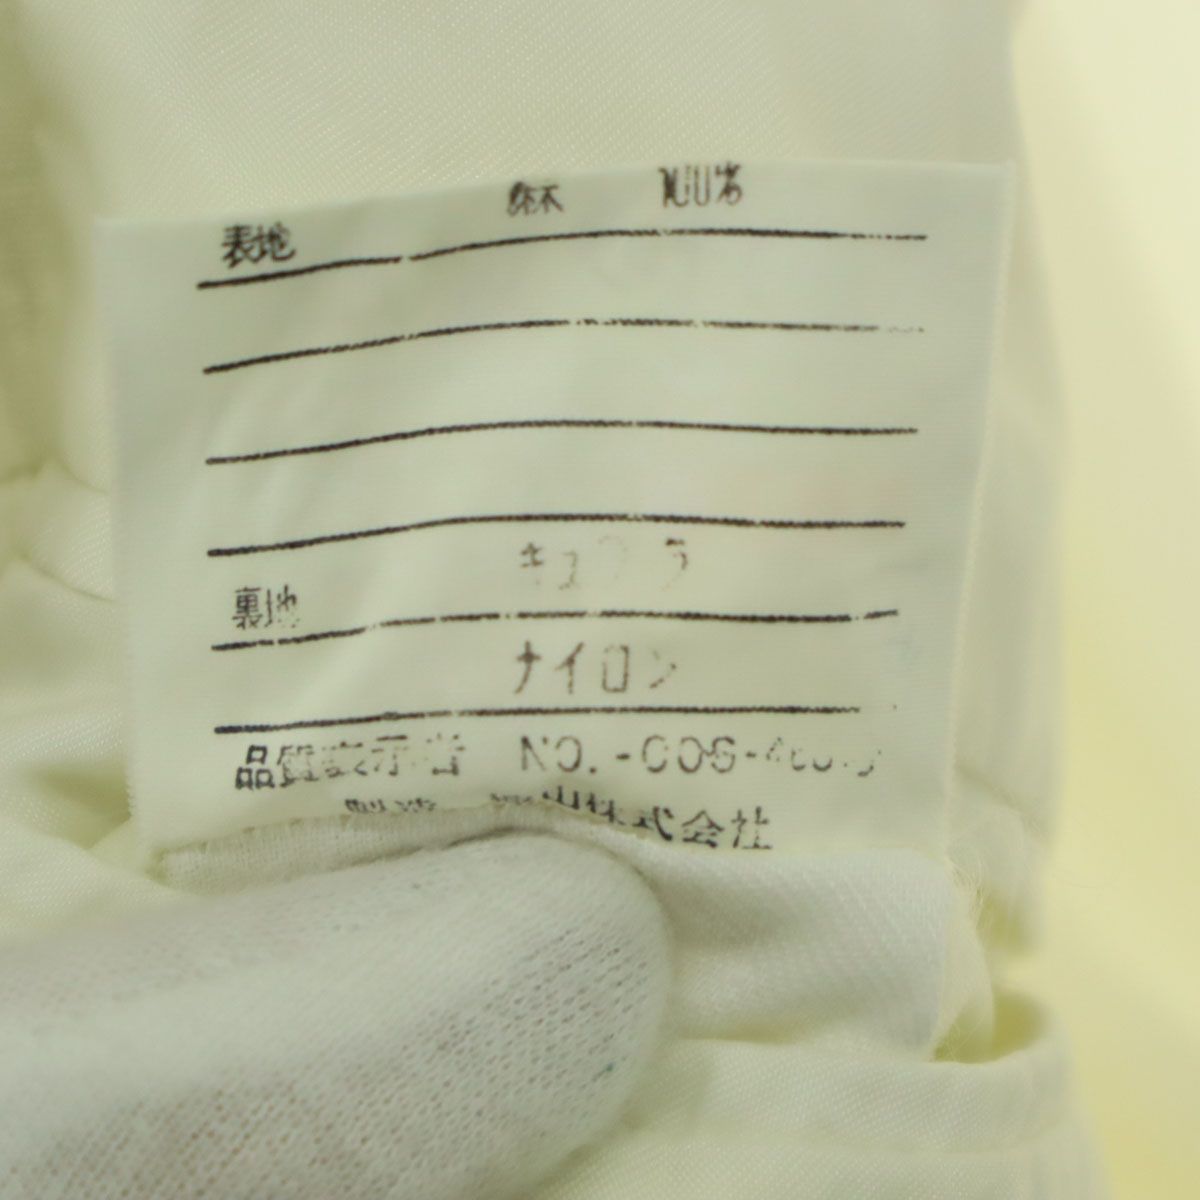 表地 麻 100%
裏地 キュプラ
ナイロン
品質表示者 NO.-COS-
株式会社